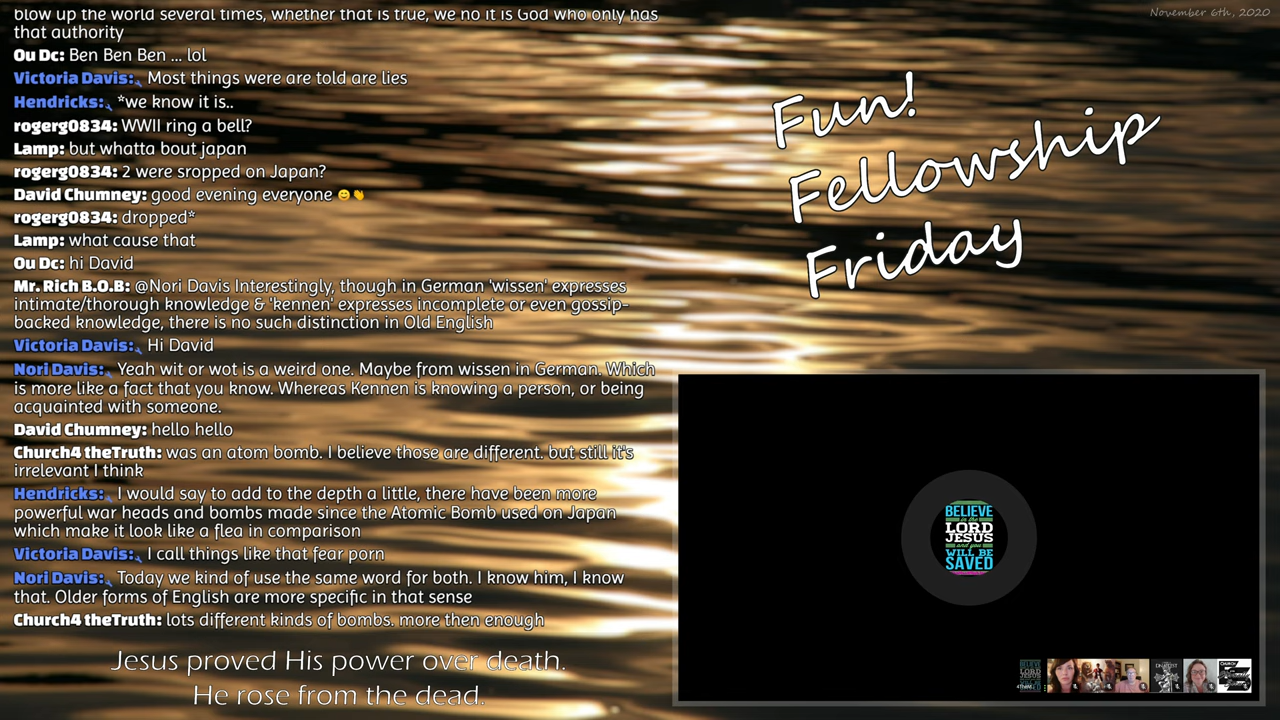 blow up the world several times, whether that is true, we no it is God who only has
that authority
Ou Dc: Ben Ben Ben ... lol
Victoria Davis: Most things were are told are lies
Hendricks: *we know it is..
rogerg0834: WWII ring a bell?
Lamp: but whatta bout japan
rogerg0834: 2 were sropped on Japan?
David Chumney: good evening everyone 😊👏
rogerg0834: dropped*
Lamp: what cause that
Ou Dc: hi David
Mr. Rich B.O.B: @Nori Davis Interestingly, though in German 'wissen' expresses
intimate/thorough knowledge & 'kennen' expresses incomplete or even gossip-
backed knowledge, there is no such distinction in Old English
Victoria Davis: Hi David
Nori Davis: Yeah wit or wot is a weird one. Maybe from wissen in German. Which
is more like a fact that you know. Whereas Kennen is knowing a person, or being
acquainted with someone.
David Chumney: hello hello
Church4 theTruth: was an atom bomb. I believe those are different. but still it's
irrelevant I think
Hendricks: I would say to add to the depth a little, there have been more
powerful war heads and bombs made since the Atomic Bomb used on Japan
which make it look like a flea in comparison
Victoria Davis: I call things like that fear porn
Nori Davis: Today we kind of use the same word for both. I know him, I know
that. Older forms of English are more specific in that sense
Church4 theTruth: lots different kinds of bombs. more then enough
Jesus proved His power over death.
He rose from the dead.
November 6th, 2020
Fun!
Fellowship
Friday
BELIEVE
in the
LORD
JESUS
and you
WILL BE
SAVED